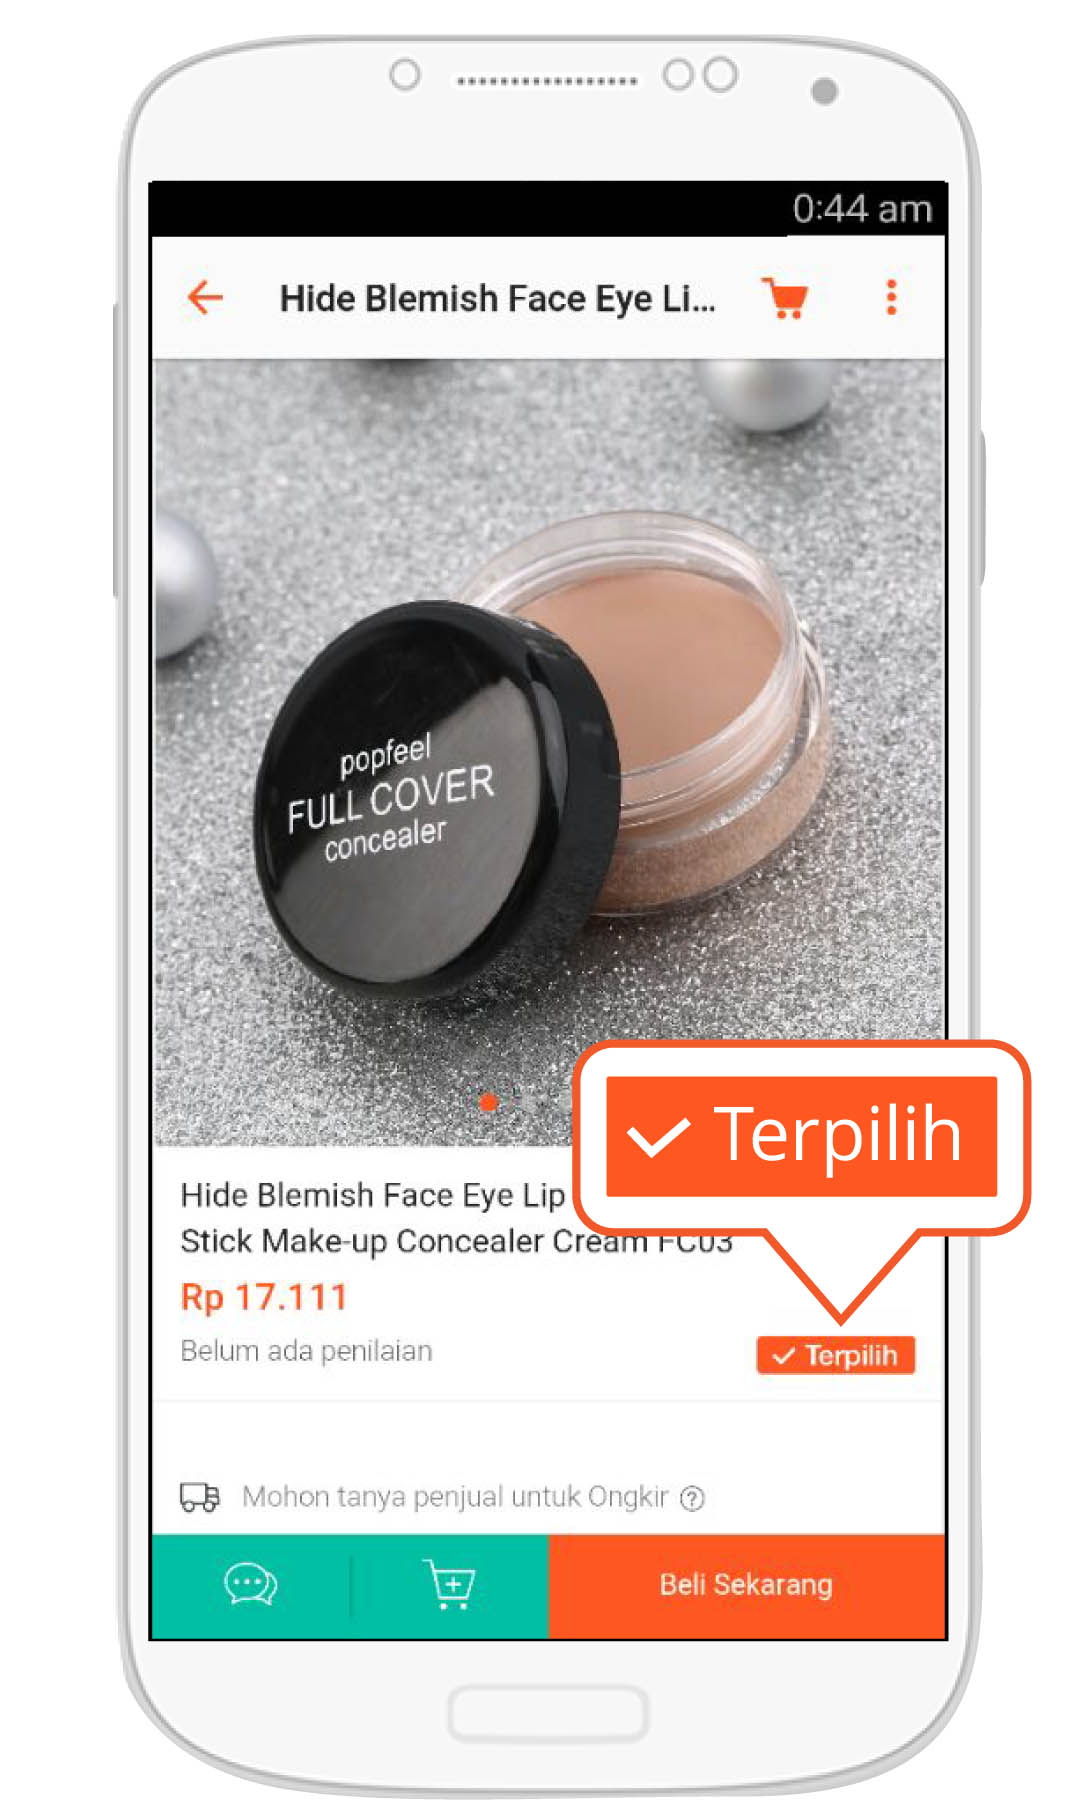 0:44 am
Hide Blemish Face Eye Li...
popfeel
FULL COVER
concealer
Terpilih
Hide Blemish Face Eye Lip
Stick Make-up Concealer Cream FC03
Rp 17.111
Belum ada penilaian
Terpilih
Mohon tanya penjual untuk Ongkir ?
Beli Sekarang